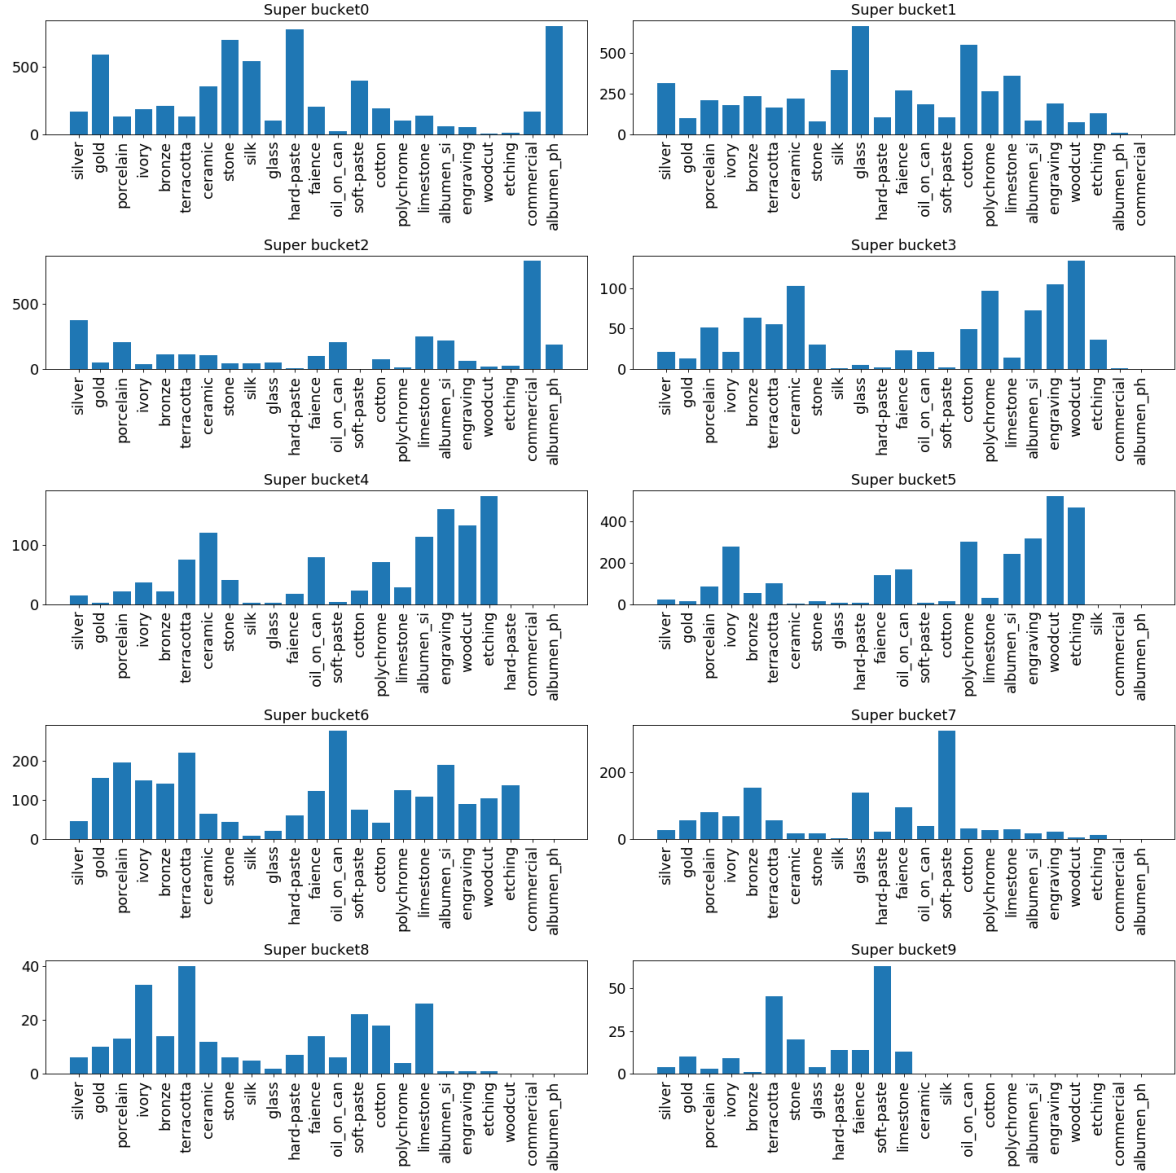 Super bucket0
500
0
silver
gold
porcelain
ivory
bronze
terracotta
ceramic
stone
silk
glass
hard-paste
faience
oil_on_can
soft-paste
cotton
polychrome
limestone
albumen_si
engraving
woodcut
etching
commercial
albumen_ph
Super bucket1
500
250
0
silver
gold
porcelain
ivory
bronze
terracotta
ceramic
stone
silk
glass
hard-paste
faience
oil_on_can
soft-paste
cotton
polychrome
limestone
albumen_si
engraving
woodcut
etching
albumen_ph
commercial
Super bucket2
500
0
silver
gold
porcelain
ivory
bronze
terracotta
ceramic
stone
silk
glass
hard-paste
faience
oil_on_can
soft-paste
cotton
polychrome
limestone
albumen_si
engraving
woodcut
etching
commercial
albumen_ph
Super bucket3
100
50
0
silver
gold
porcelain
ivory
bronze
terracotta
ceramic
stone
silk
glass
hard-paste
faience
oil_on_can
soft-paste
cotton
polychrome
limestone
albumen_si
engraving
woodcut
etching
commercial
albumen_ph
Super bucket4
100
0
silver
gold
porcelain
ivory
bronze
terracotta
ceramic
stone
silk
glass
faience
oil_on_can
soft-paste
cotton
polychrome
limestone
albumen_si
engraving
woodcut
etching
hard-paste
commercial
albumen_ph
Super bucket5
400
200
0
silver
gold
porcelain
ivory
bronze
terracotta
ceramic
stone
glass
hard-paste
faience
oil_on_can
soft-paste
cotton
polychrome
limestone
albumen_si
engraving
woodcut
etching
silk
commercial
albumen_ph
Super bucket6
200
100
0
silver
gold
porcelain
ivory
bronze
terracotta
ceramic
stone
silk
glass
hard-paste
faience
oil_on_can
soft-paste
cotton
polychrome
limestone
albumen_si
engraving
woodcut
etching
commercial
albumen_ph
Super bucket7
200
0
silver
gold
porcelain
ivory
bronze
terracotta
ceramic
stone
silk
glass
hard-paste
faience
oil_on_can
soft-paste
cotton
polychrome
limestone
albumen_si
engraving
woodcut
etching
commercial
albumen_ph
Super bucket8
40
20
0
silver
gold
porcelain
ivory
bronze
terracotta
ceramic
stone
silk
glass
hard-paste
faience
oil_on_can
soft-paste
cotton
polychrome
limestone
albumen_si
engraving
etching
woodcut
commercial
albumen_ph
Super bucket9
50
25
0
silver
gold
porcelain
ivory
bronze
terracotta
stone
glass
hard-paste
faience
soft-paste
limestone
ceramic
silk
oil_on_can
cotton
polychrome
albumen_si
engraving
woodcut
etching
commercial
albumen_ph